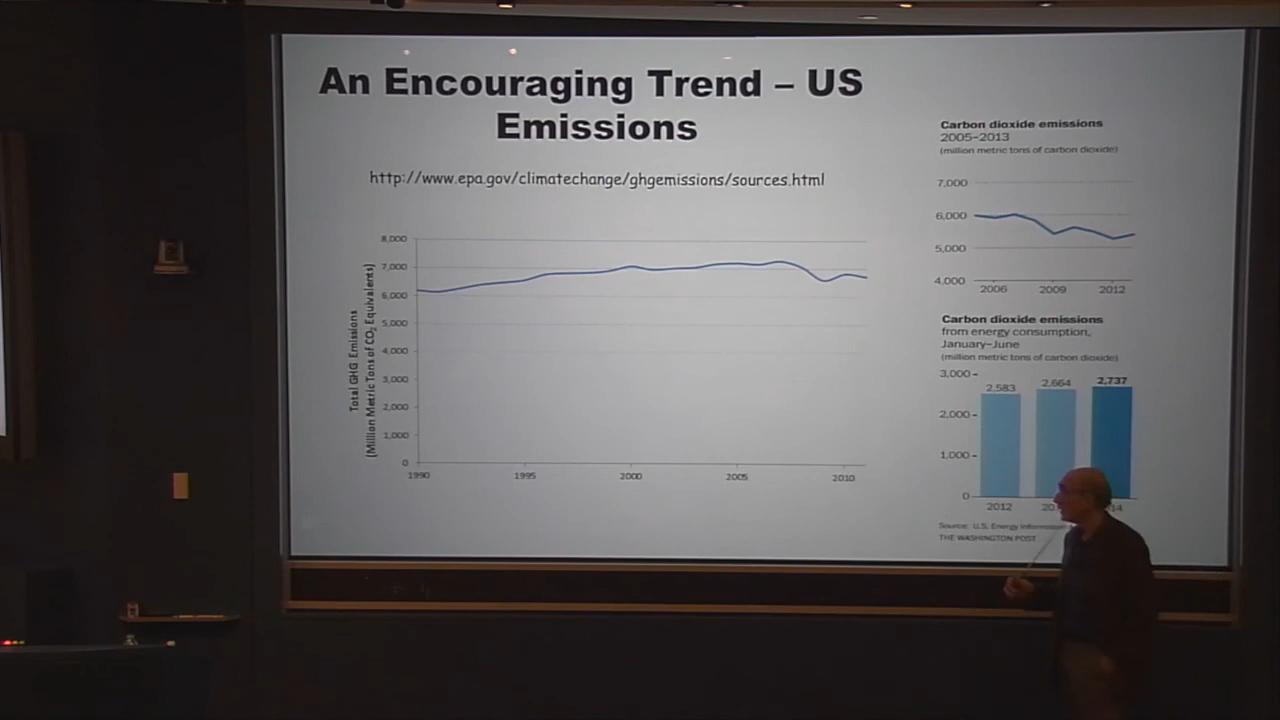 An Encouraging Trend – US
Emissions
http://www.epa.gov/climatechange/ghgemissions/sources.html
Total GHG Emissions
(Million Metric Tons of CO2 Equivalents)
8,000
7,000
6,000
5,000
4,000
3,000
2,000
1,000
0
1990
1995
2000
2005
2010
Carbon dioxide emissions
2005–2013
(million metric tons of carbon dioxide)
7,000
6,000
5,000
4,000
2006
2009
2012
Carbon dioxide emissions
from energy consumption,
January–June
(million metric tons of carbon dioxide)
3,000
2,583
2,664
2,737
2,000
1,000
0
2012
Source: U.S. Energy
THE WASHINGTON POST